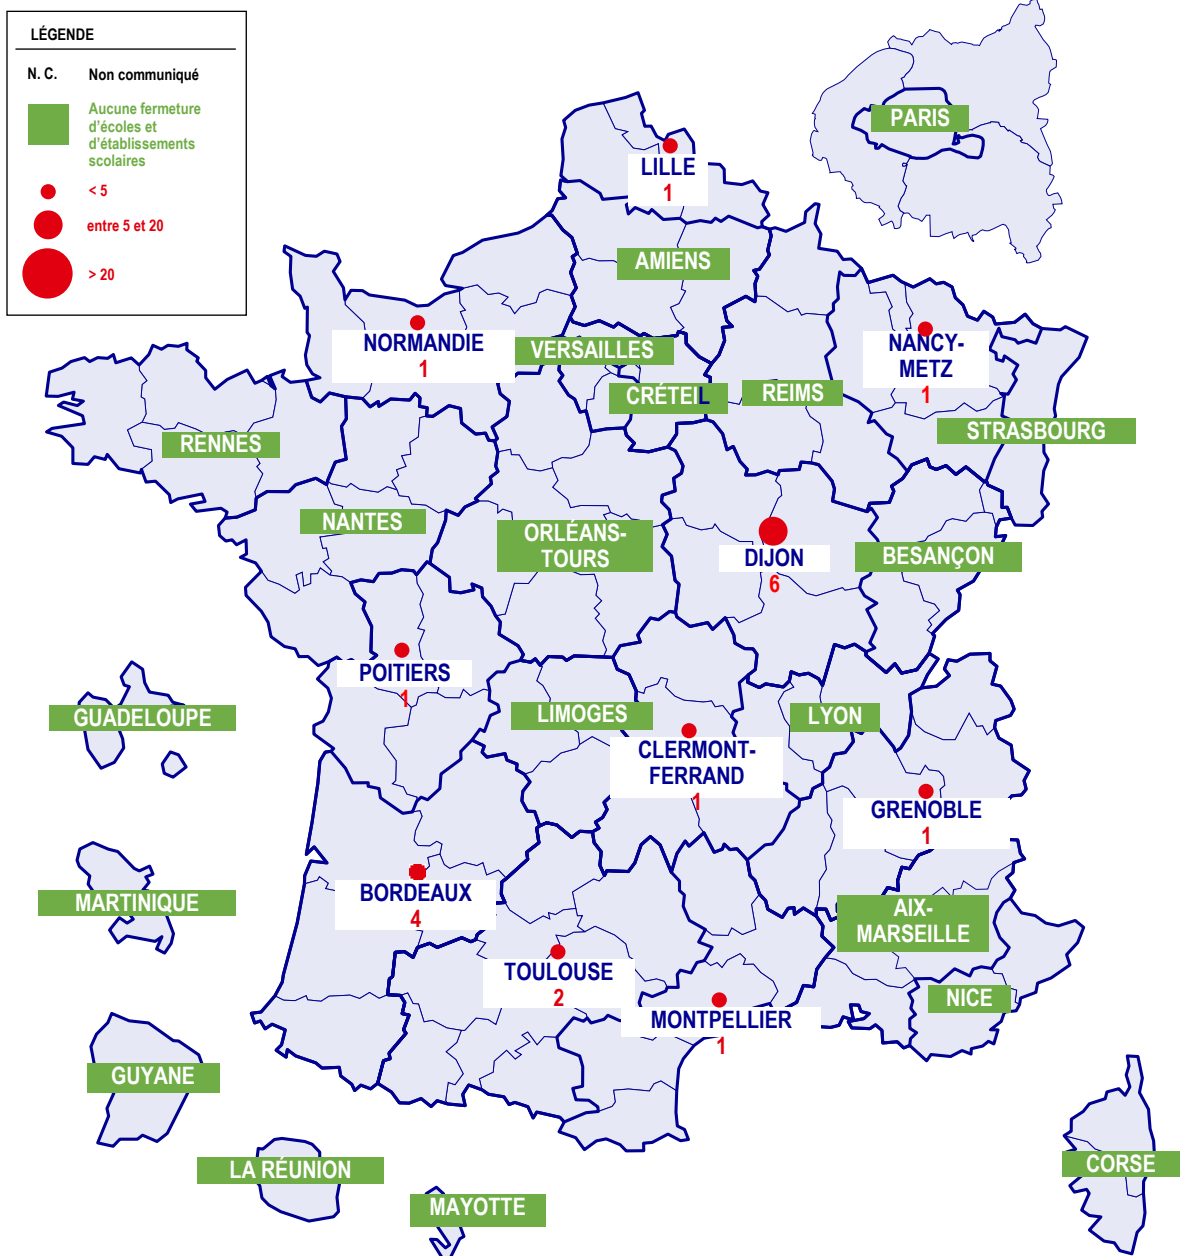 LÉGENDE
N. C. Non communiqué
Aucune fermeture
d'écoles et
d'établissements
scolaires
< 5
entre 5 et 20
> 20
PARIS
LILLE
1
AMIENS
NORMANDIE
1
VERSAILLES
CRÉTEIL
REIMS
NANCY-
METZ
1
STRASBOURG
RENNES
NANTES
ORLÉANS-
TOURS
DIJON
6
BESANÇON
POITIERS
1
GUADELOUPE
LIMOGES
LYON
CLERMONT-
FERRAND
1
GRENOBLE
1
MARTINIQUE
BORDEAUX
4
AIX-
MARSEILLE
TOULOUSE
2
NICE
MONTPELLIER
1
GUYANE
LA RÉUNION
MAYOTTE
CORSE